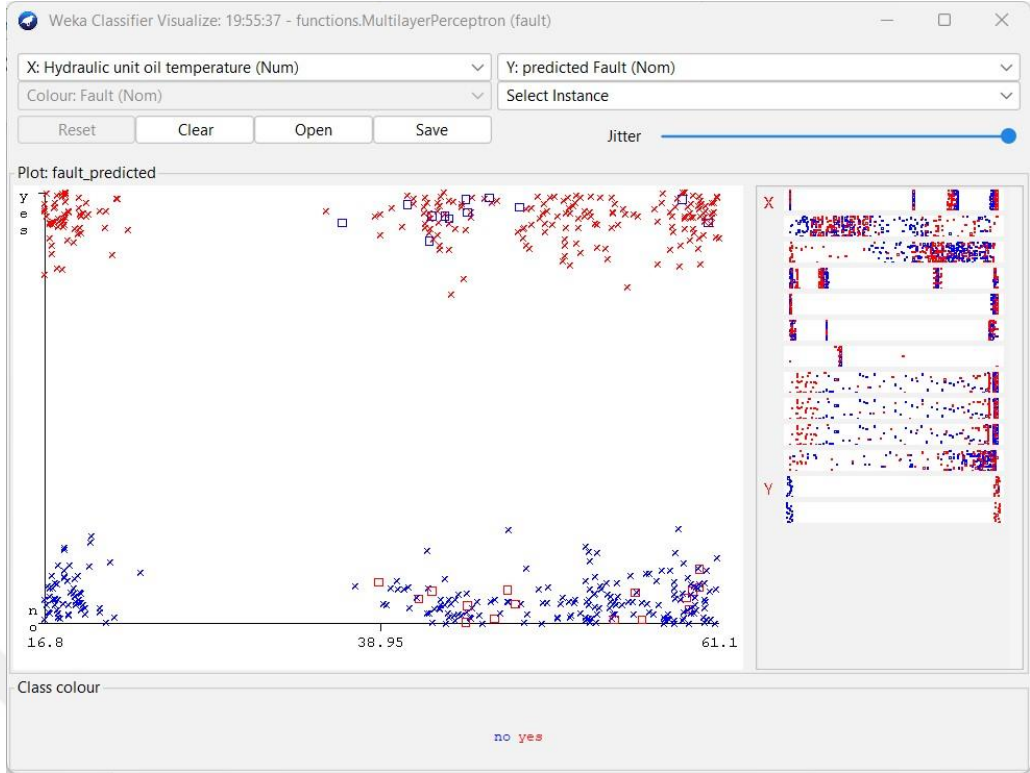 Weka Classifier Visualize: 19:55:37 - functions.MultilayerPerceptron (fault)
X: Hydraulic unit oil temperature (Num)
Y: predicted Fault (Nom)
Colour: Fault (Nom)
Select Instance
Reset
Clear
Open
Save
Jitter
Plot: fault_predicted
y
e
s
n
o
16.8
38.95
61.1
X
Y
Class colour
no yes